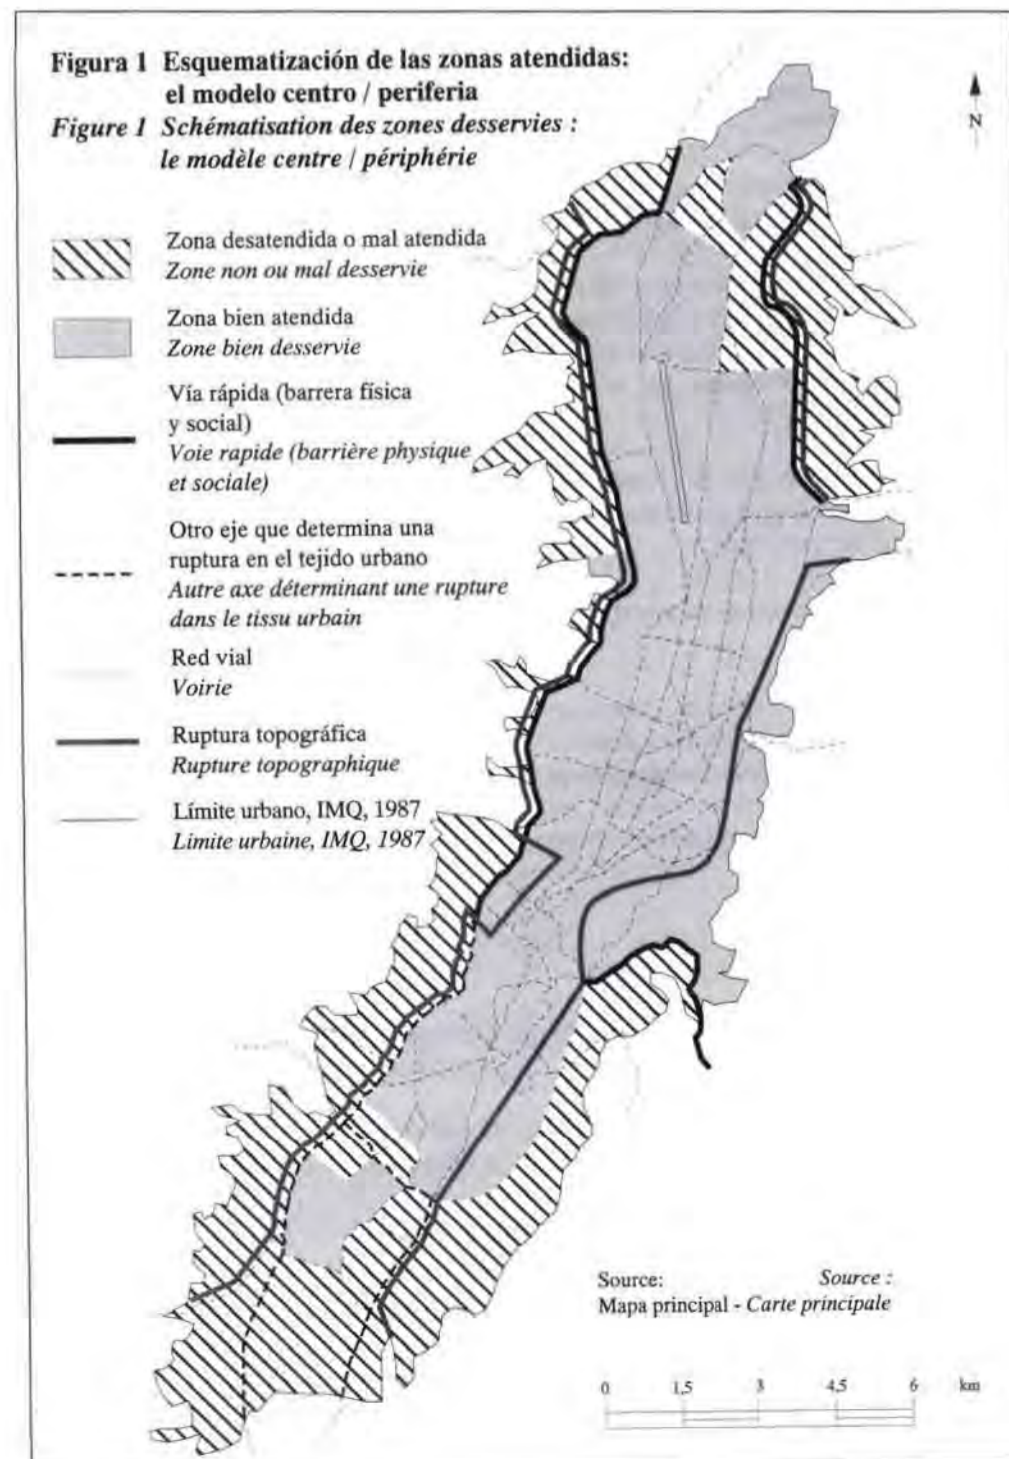 Figura 1 Esquematización de las zonas atendidas:
el modelo centro / periferia
Figure 1 Schématisation des zones desservies :
le modèle centre / périphérie
N
Zona desatendida o mal atendida
Zone non ou mal desservie
Zona bien atendida
Zone bien desservie
Vía rápida (barrera física
y social)
Voie rapide (barrière physique
et sociale)
Otro eje que determina una
ruptura en el tejido urbano
Autre axe déterminant une rupture
dans le tissu urbain
Red vial
Voirie
Ruptura topográfica
Rupture topographique
Límite urbano, IMQ, 1987
Limite urbaine, IMQ, 1987
Source: Source :
Mapa principal - Carte principale
0 1,5 3 4,5 6 km